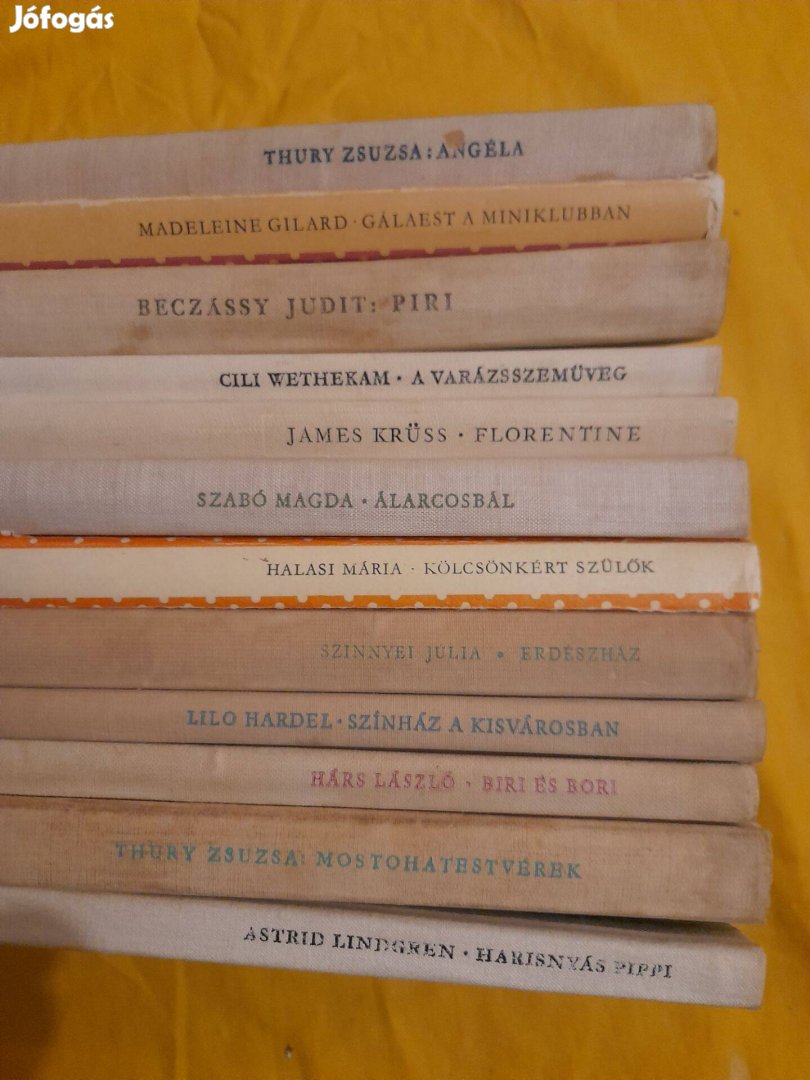 Jófogás
THURY ZSUZSA: ANGÉLA
MADELEINE GILARD · GÁLAEST A MINIKLUBBAN
BECZÁSSY JUDIT: PIRI
CILI WETHEKAM · A VARÁZSSZEMÜVEG
JAMES KRÜSS · FLORENTINE
SZABÓ MAGDA · ÁLARCOSBÁL
HALASI MÁRIA · KÖLCSÖNKÉRT SZÜLŐK
SZINNYEI JÚLIA · ERDÉSZHÁZ
LILO HARDEL · SZÍNHÁZ A KISVÁROSBAN
HÁRS LÁSZLÓ · BIRI ÉS BORI
THURY ZSUZSA: MOSTOHATESTVÉREK
ASTRID LINDGREN · HARISNYÁS PIPPI